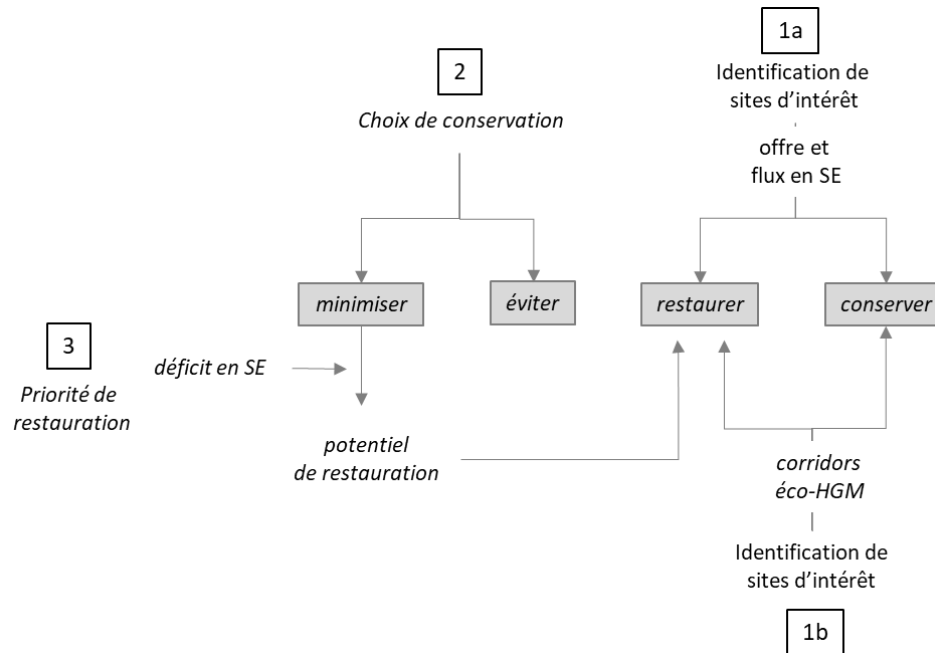 1a
Identification de
sites d'intérêt
offre et
flux en SE
2
Choix de conservation
minimiser
éviter
restaurer
conserver
3
Priorité de
restauration
déficit en SE
potentiel
de restauration
corridors
éco-HGM
Identification de
sites d'intérêt
1b